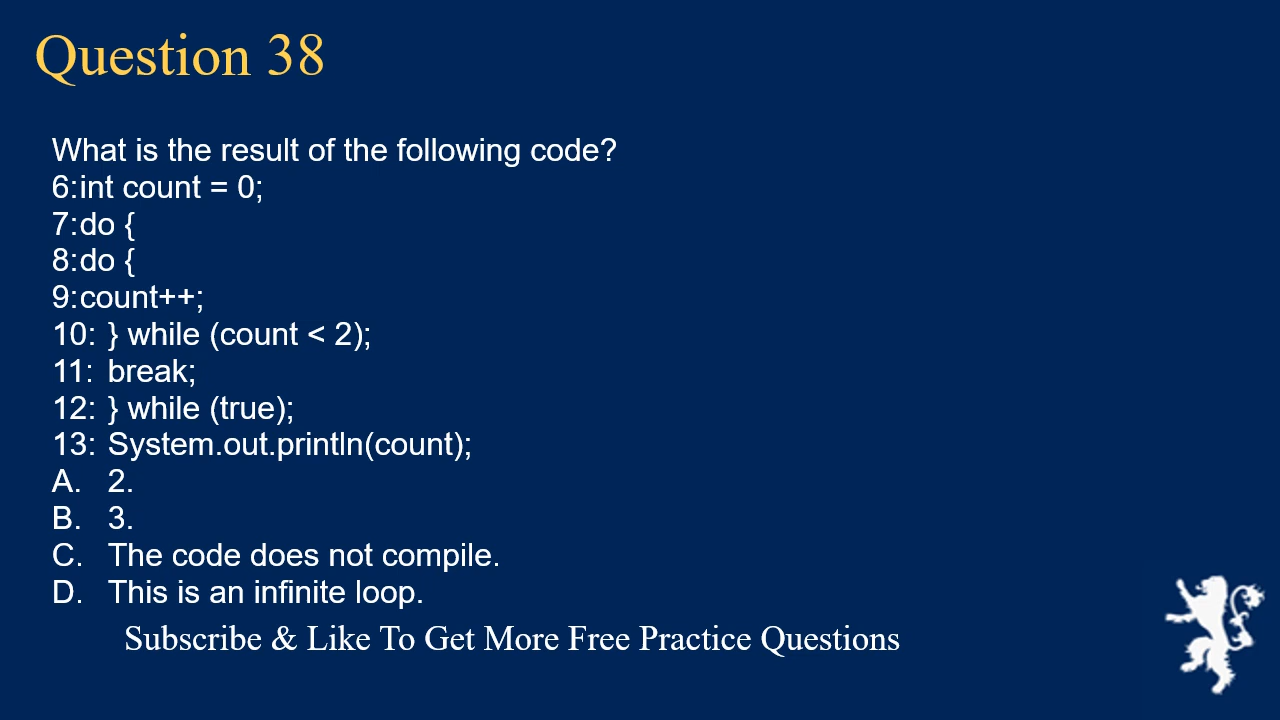 Question 38
What is the result of the following code?
6:int count = 0;
7:do {
8:do {
9:count++;
10: } while (count < 2);
11: break;
12: } while (true);
13: System.out.println(count);
A. 2.
B. 3.
C. The code does not compile.
D. This is an infinite loop.
Subscribe & Like To Get More Free Practice Questions